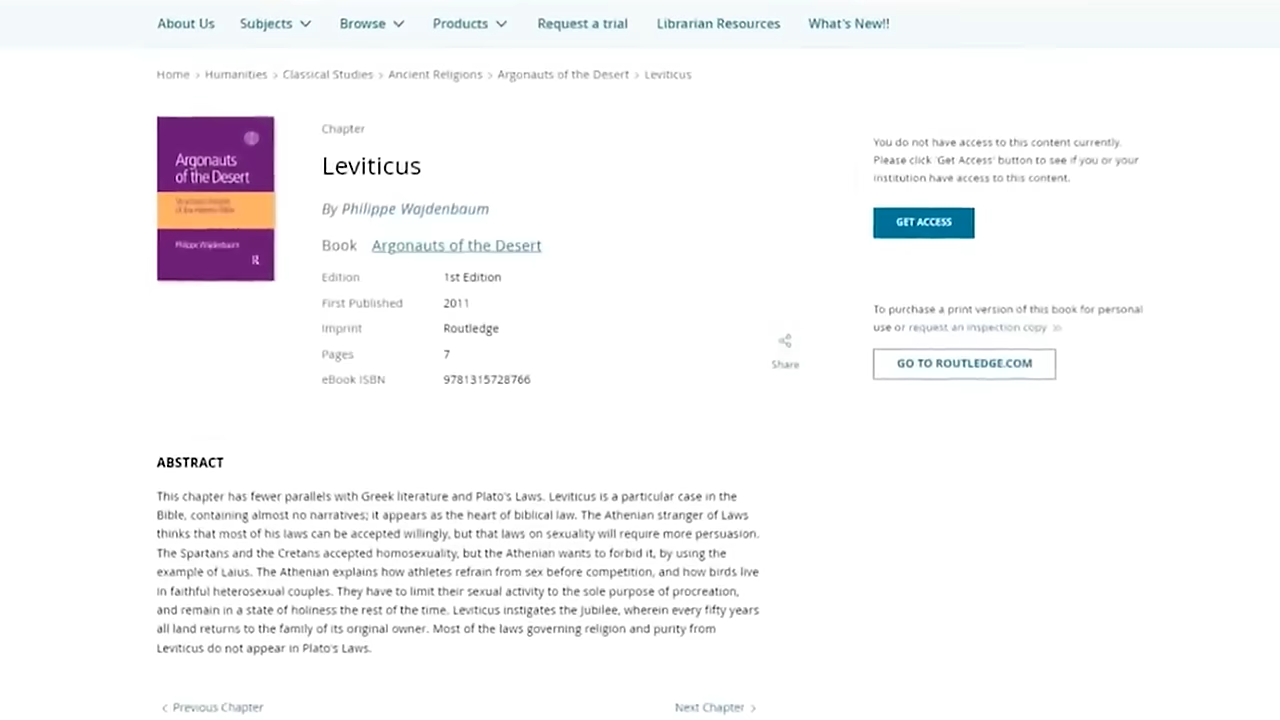 About Us Subjects Browse Products Request a trial Librarian Resources What's New!!
Home > Humanities > Classical Studies > Ancient Religions > Argonauts of the Desert > Leviticus
Argonauts
of the Desert
Structural Analysis
of the Hebrew Bible
Philippe Wajdenbaum
R
Chapter
Leviticus
By Philippe Wajdenbaum
Book Argonauts of the Desert
Edition 1st Edition
First Published 2011
Imprint Routledge
Pages 7
eBook ISBN 9781315728766
Share
You do not have access to this content currently.
Please click 'Get Access' button to see if you or your
institution have access to this content.
GET ACCESS
To purchase a print version of this book for personal
use or request an inspection copy >>
GO TO ROUTLEDGE.COM
ABSTRACT
This chapter has fewer parallels with Greek literature and Plato's Laws. Leviticus is a particular case in the
Bible, containing almost no narratives; it appears as the heart of biblical law. The Athenian stranger of Laws
thinks that most of his laws can be accepted willingly, but that laws on sexuality will require more persuasion.
The Spartans and the Cretans accepted homosexuality, but the Athenian wants to forbid it, by using the
example of Laius. The Athenian explains how athletes refrain from sex before competition, and how birds live
in faithful heterosexual couples. They have to limit their sexual activity to the sole purpose of procreation,
and remain in a state of holiness the rest of the time. Leviticus instigates the Jubilee, wherein every fifty years
all land returns to the family of its original owner. Most of the laws governing religion and purity from
Leviticus do not appear in Plato's Laws.
< Previous Chapter Next Chapter >